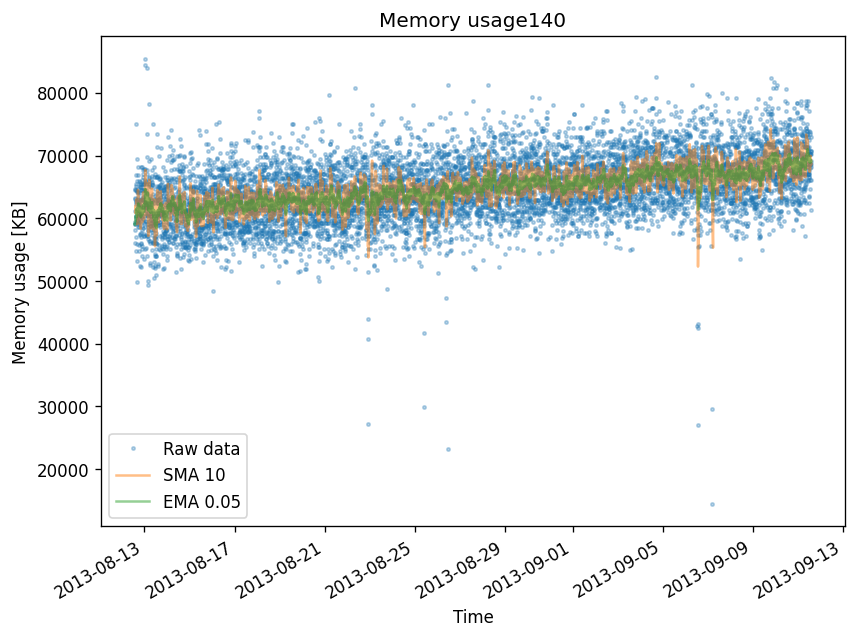 Memory usage140
Memory usage [KB]
80000
70000
60000
50000
40000
30000
20000
Raw data
SMA 10
EMA 0.05
2013-08-13
2013-08-17
2013-08-21
2013-08-25
2013-08-29
2013-09-01
2013-09-05
2013-09-09
2013-09-13
Time